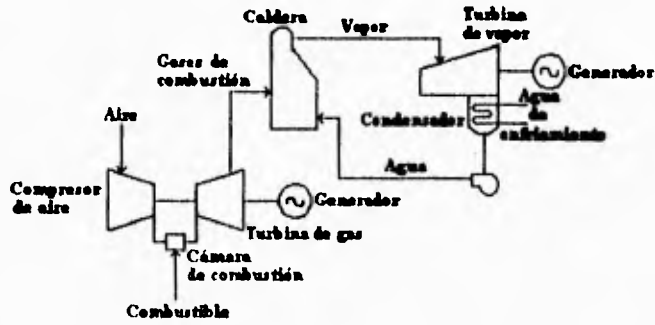 Caldera
Vapor
Turbina
de vapor
Gases de
combustión
Generador
Agua
de
enfriamiento
Condensador
Aire
Agua
Compresor
de aire
Generador
Turbina de gas
Cámara
de combustión
Combustible